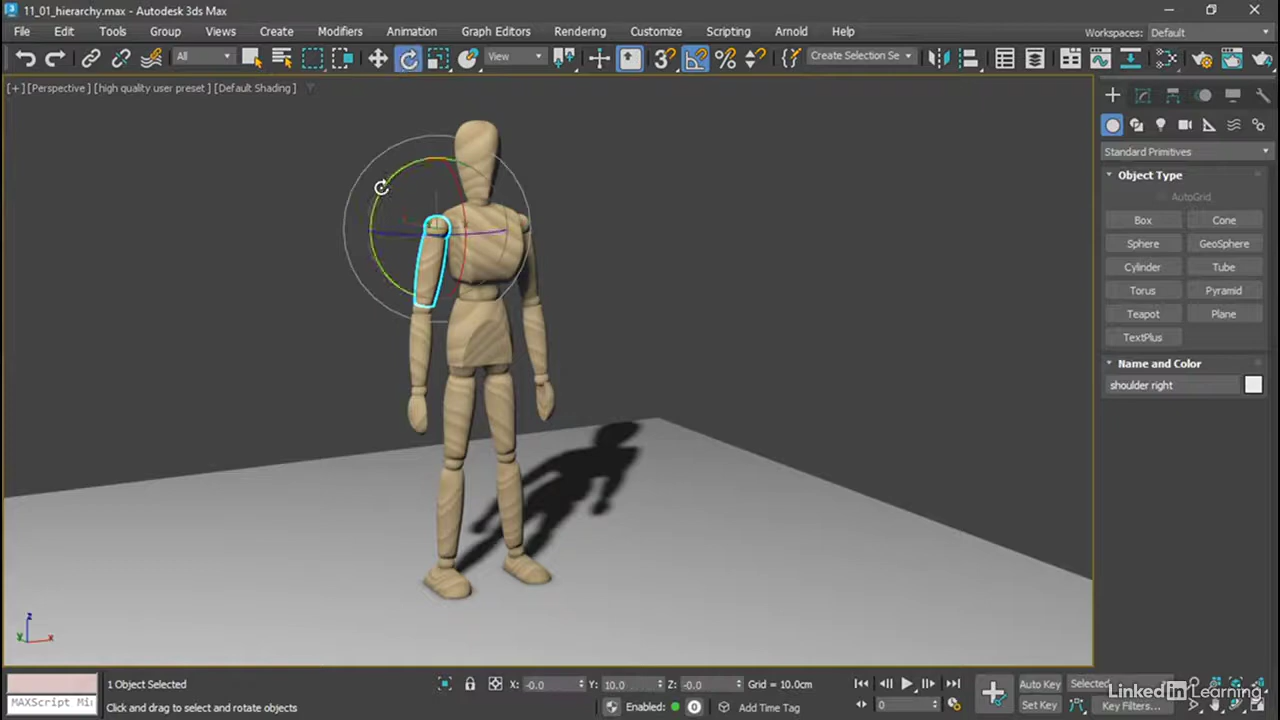 11_01_hierarchy.max - Autodesk 3ds Max
File Edit Tools Group Views Create Modifiers Animation Graph Editors Rendering Customize Scripting Arnold Help Workspaces: Default
All View Create Selection Se
[+] [Perspective] [high quality user preset] [Default Shading]
Standard Primitives
Object Type
AutoGrid
Box Cone
Sphere GeoSphere
Cylinder Tube
Torus Pyramid
Teapot Plane
TextPlus
Name and Color
shoulder right
z
y x
1 Object Selected X: -0.0 Y: 10.0 Z: -0.0 Grid = 10.0cm Auto Key Selected
MAXScript Mi Click and drag to select and rotate objects Enabled: 0 Add Time Tag 0 Set Key Key Filters...
LinkedIn Learning